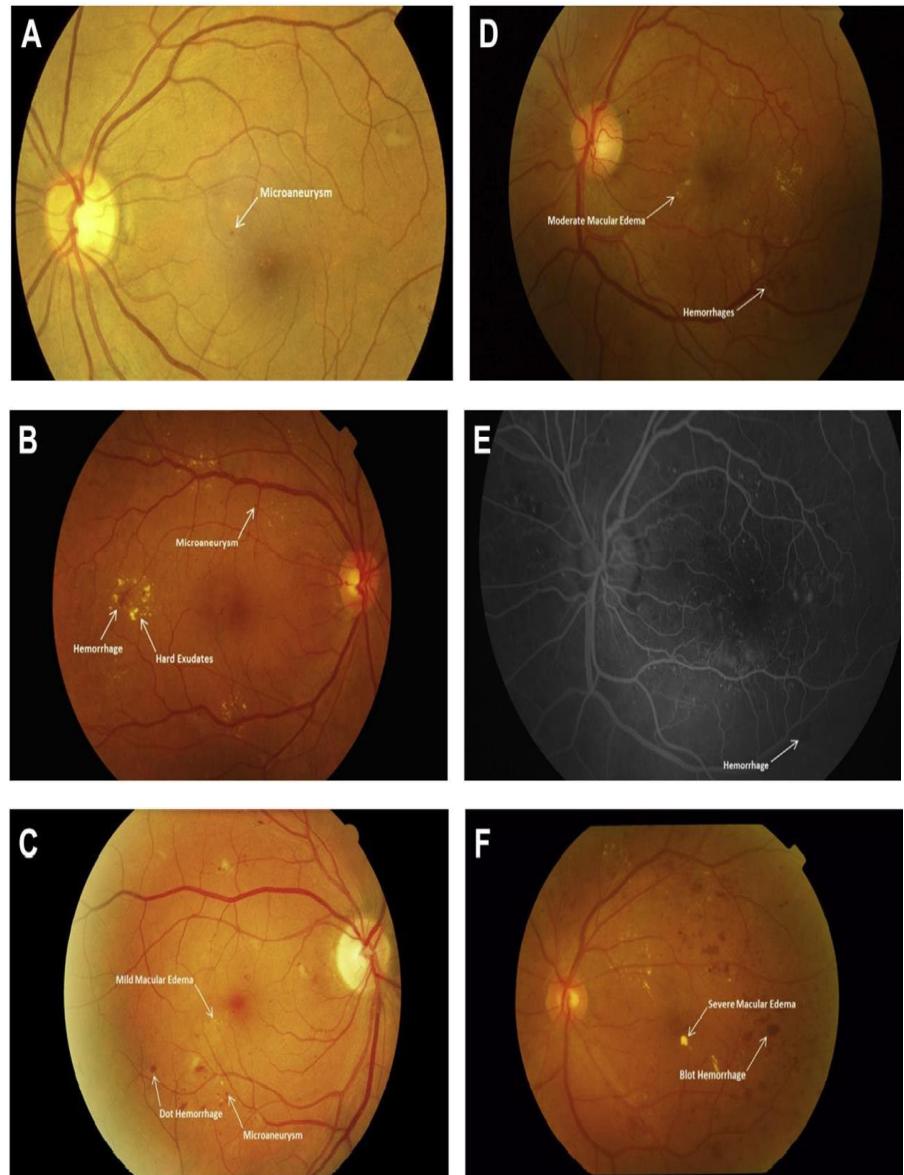 A
Microaneurysm
B
Microaneurysm
Hemorrhage
Hard Exudates
C
Mild Macular Edema
Dot Hemorrhage
Microaneurysm
D
Moderate Macular Edema
Hemorrhages
E
Hemorrhage
F
Severe Macular Edema
Blot Hemorrhage